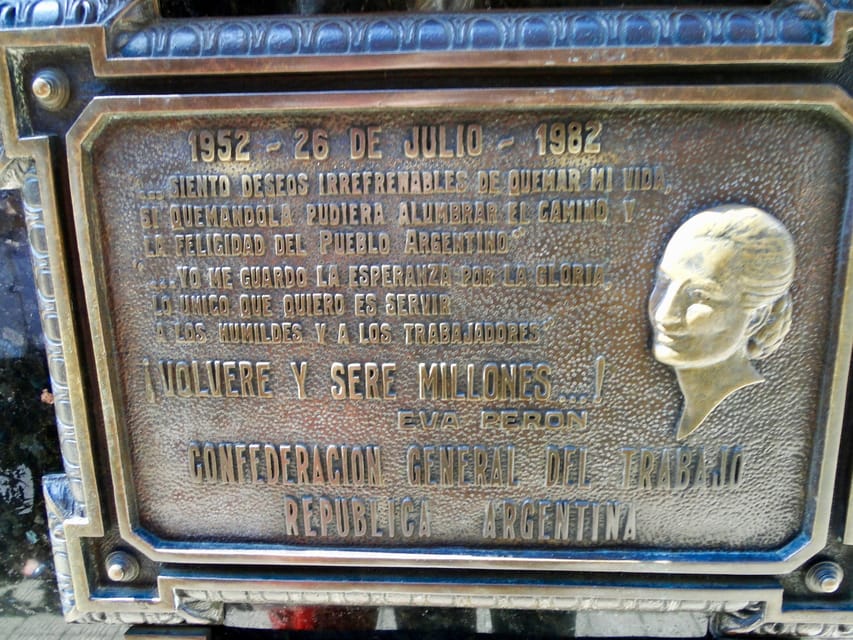 1952 - 26 DE JULIO - 1982
"...SIENTO DESEOS IRREFRENABLES DE QUEMAR MI VIDA,
SI QUEMANDOLA PUDIERA ALUMBRAR EL CAMINO Y
LA FELICIDAD DEL PUEBLO ARGENTINO"
"...YO ME GUARDO LA ESPERANZA POR LA GLORIA,
LO UNICO QUE QUIERO ES SERVIR
A LOS HUMILDES Y A LOS TRABAJADORES"
¡VOLVERE Y SERE MILLONES...!
EVA PERON
CONFEDERACION GENERAL DEL TRABAJO
REPUBLICA ARGENTINA